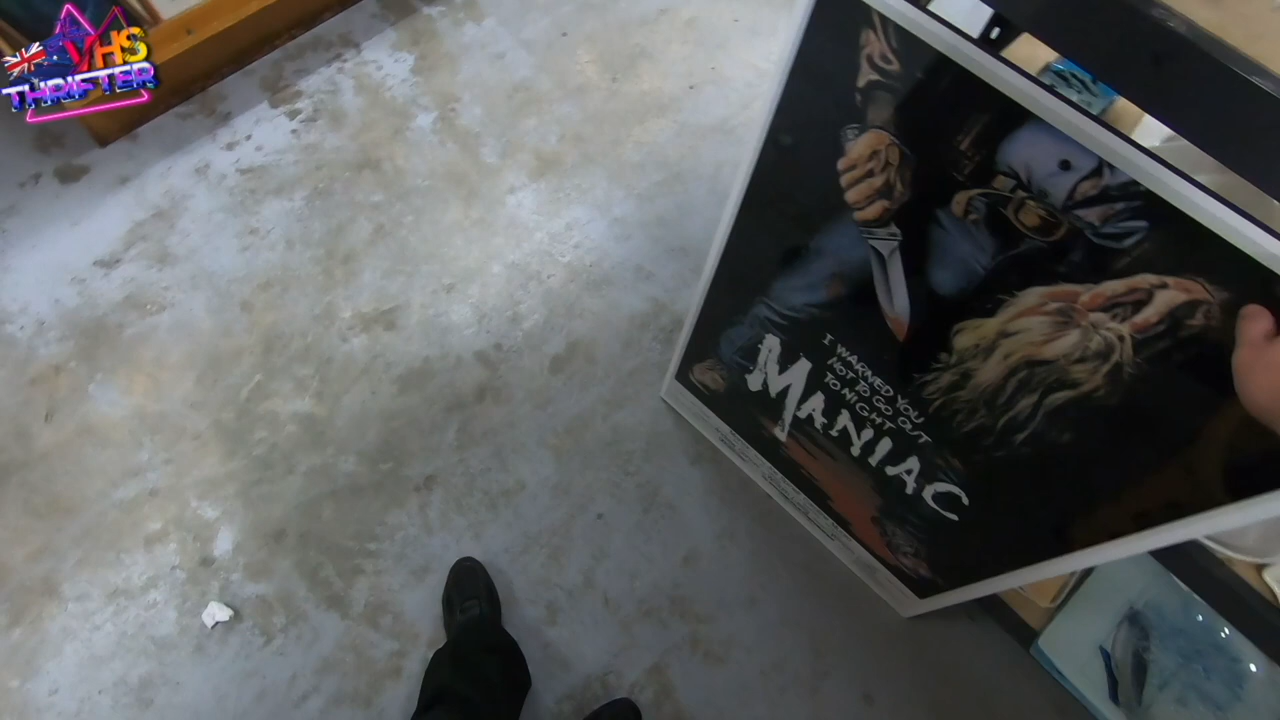 VHS
THRIFTER
I WARNED YOU
NOT TO GO OUT
TONIGHT
MANIAC